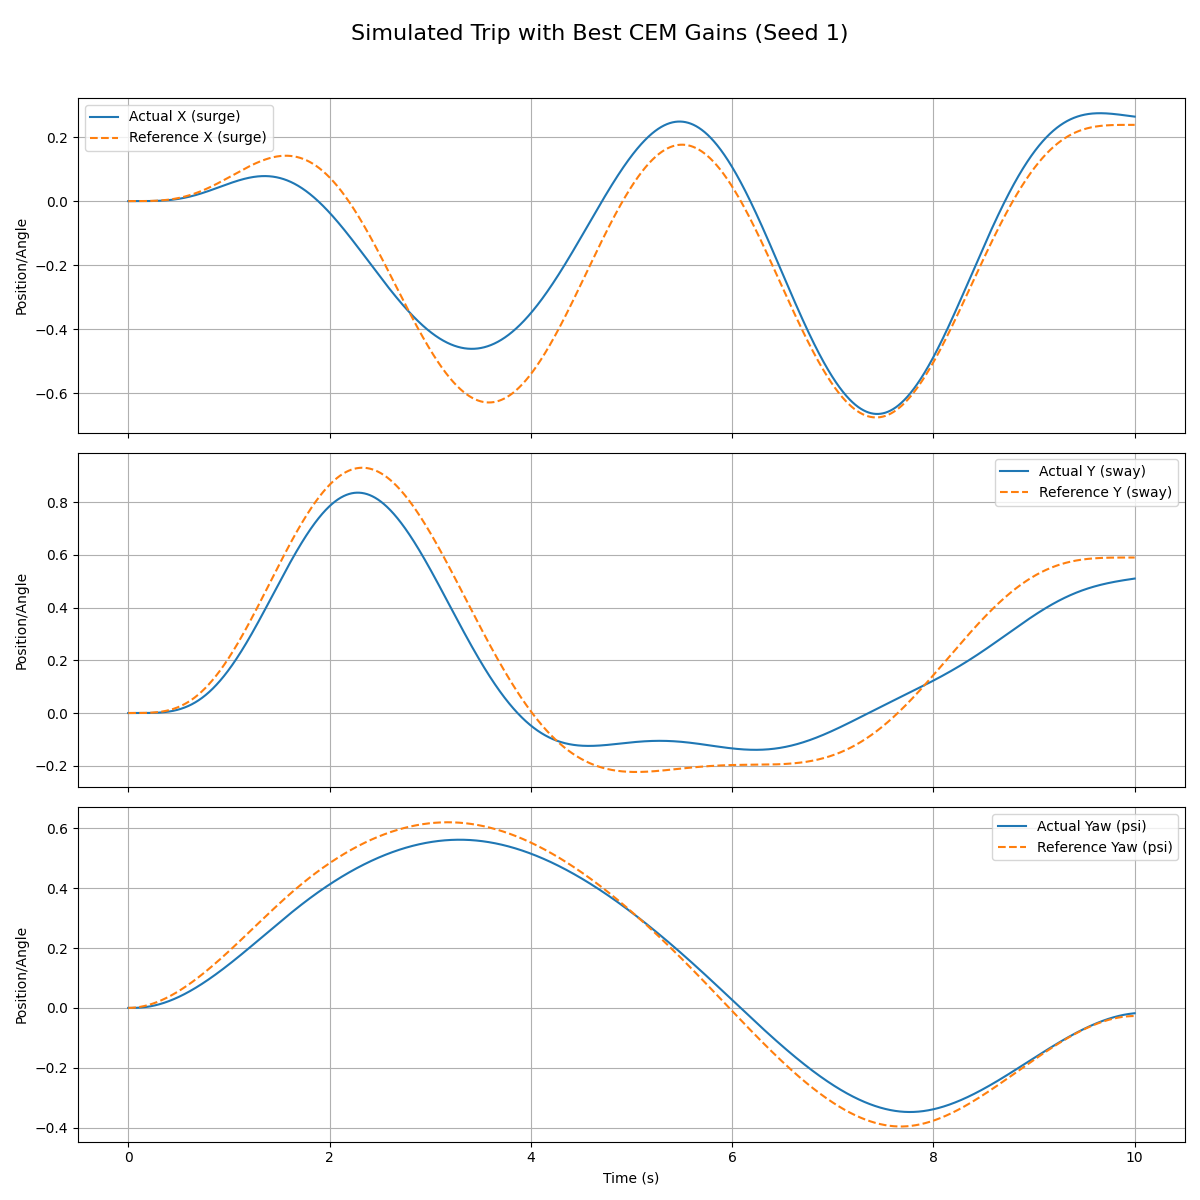 Simulated Trip with Best CEM Gains (Seed 1)
Actual X (surge)
Reference X (surge)
Position/Angle
0.2
0.0
−0.2
−0.4
−0.6
Actual Y (sway)
Reference Y (sway)
Position/Angle
0.8
0.6
0.4
0.2
0.0
−0.2
Actual Yaw (psi)
Reference Yaw (psi)
Position/Angle
0.6
0.4
0.2
0.0
−0.2
−0.4
0 2 4 6 8 10
Time (s)